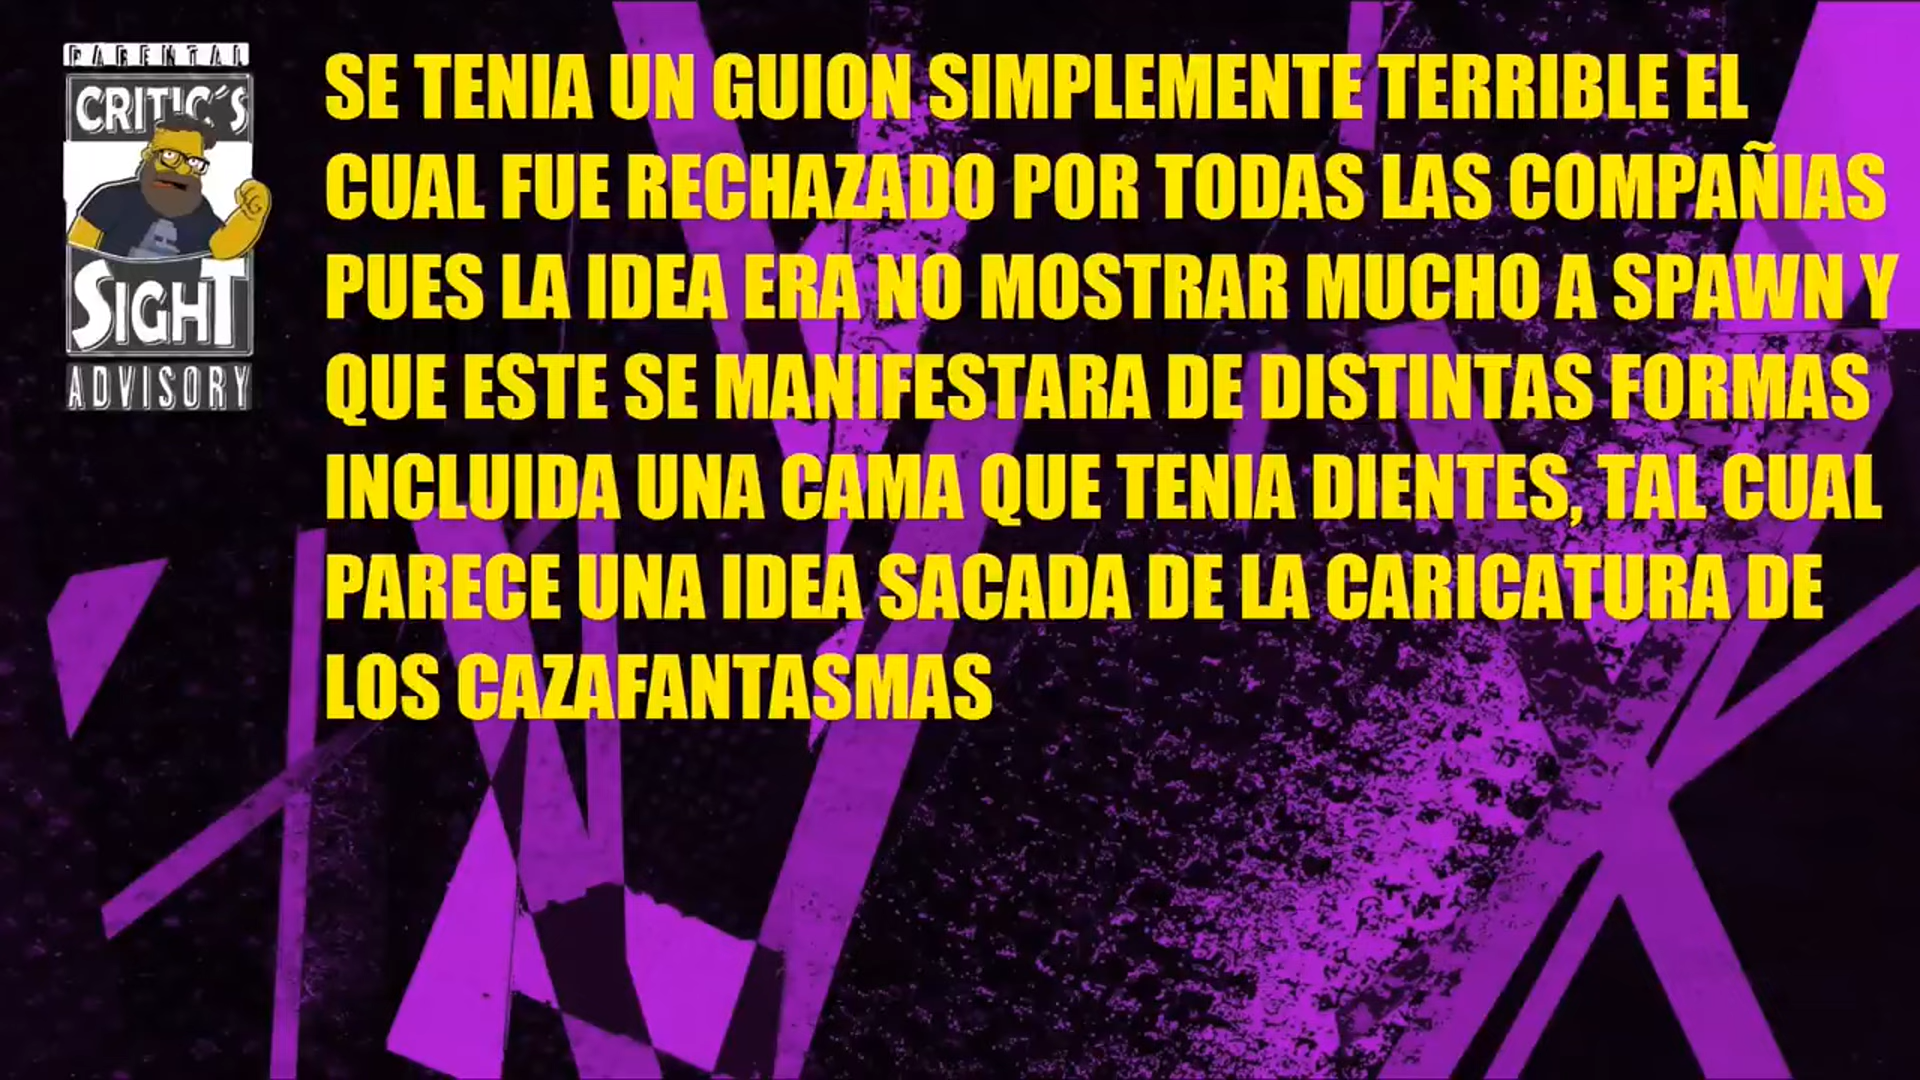 PARENTAL
CRITIC´S
SIGHT
ADVISORY
SE TENIA UN GUION SIMPLEMENTE TERRIBLE EL
CUAL FUE RECHAZADO POR TODAS LAS COMPAÑIAS
PUES LA IDEA ERA NO MOSTRAR MUCHO A SPAWN Y
QUE ESTE SE MANIFESTARA DE DISTINTAS FORMAS
INCLUIDA UNA CAMA QUE TENIA DIENTES, TAL CUAL
PARECE UNA IDEA SACADA DE LA CARICATURA DE
LOS CAZAFANTASMAS